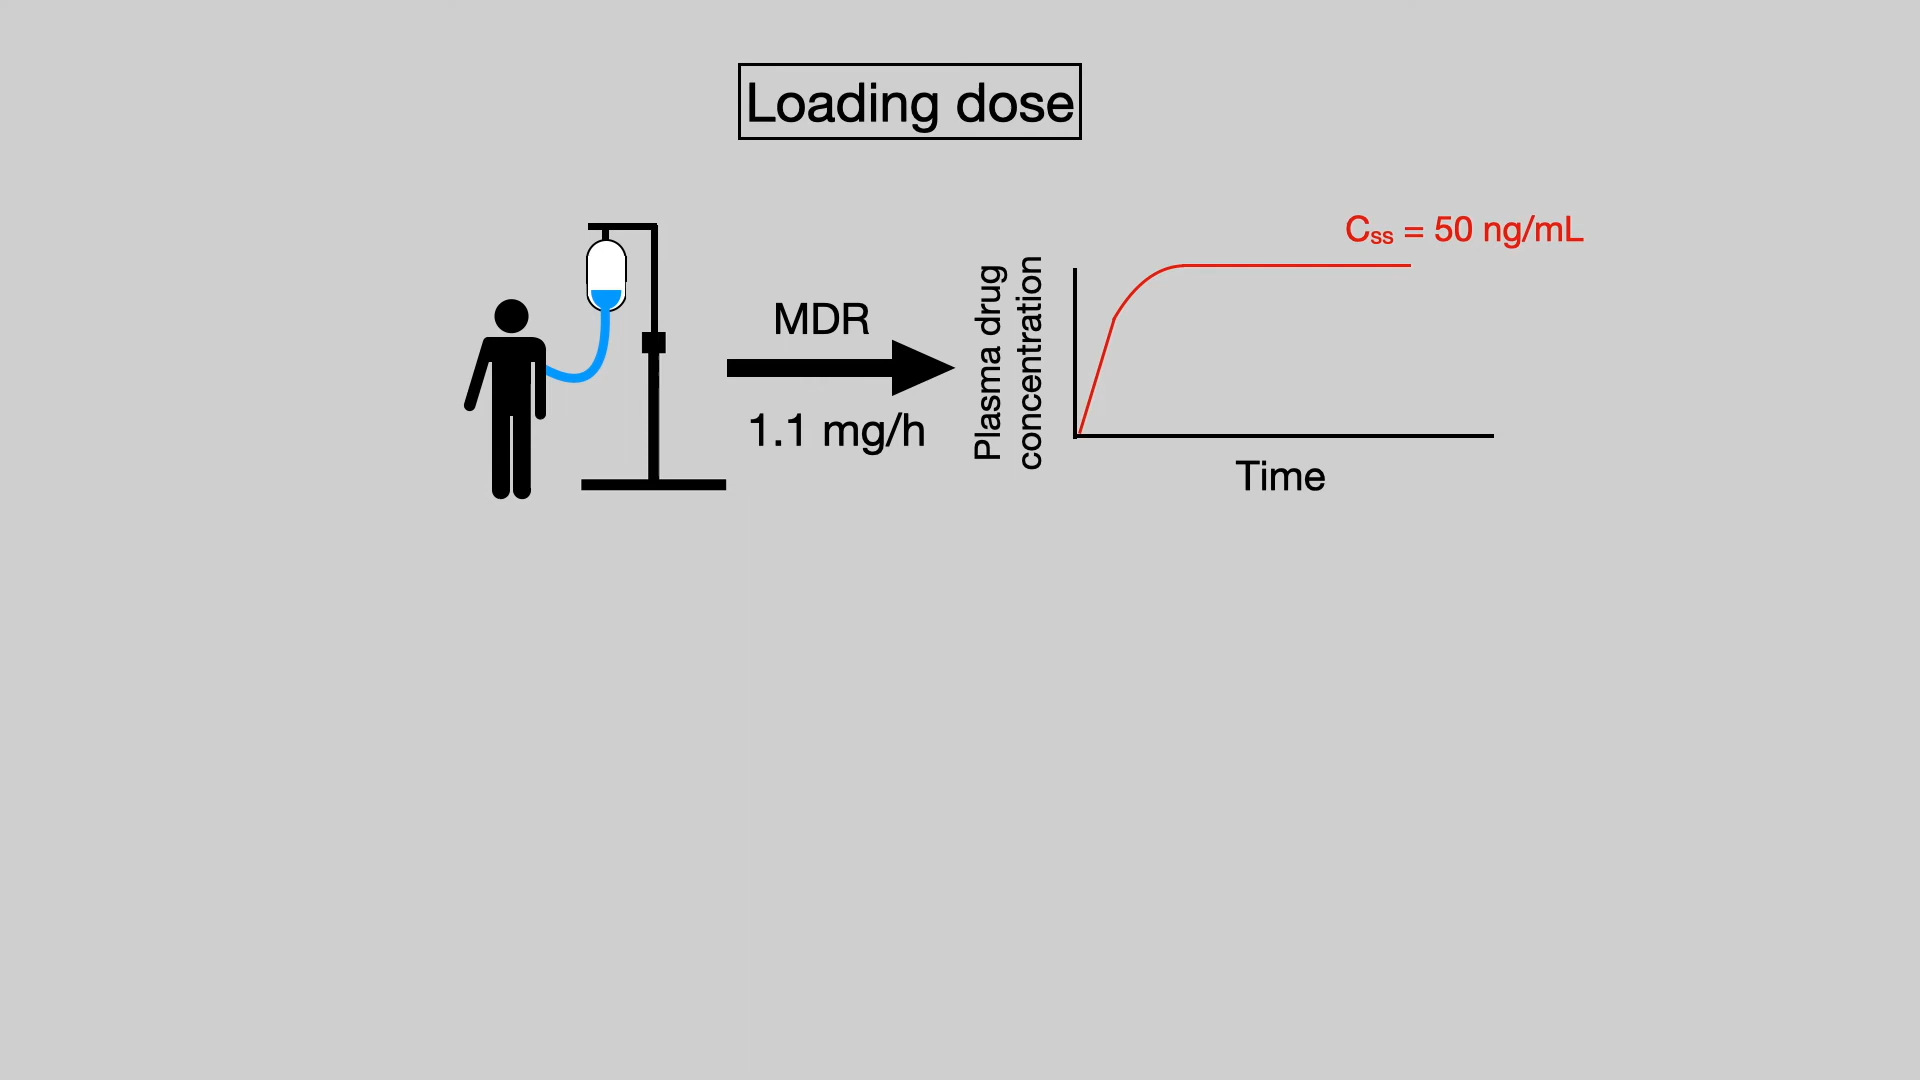 Loading dose
Css = 50 ng/mL
MDR
1.1 mg/h
Plasma drug
concentration
Time